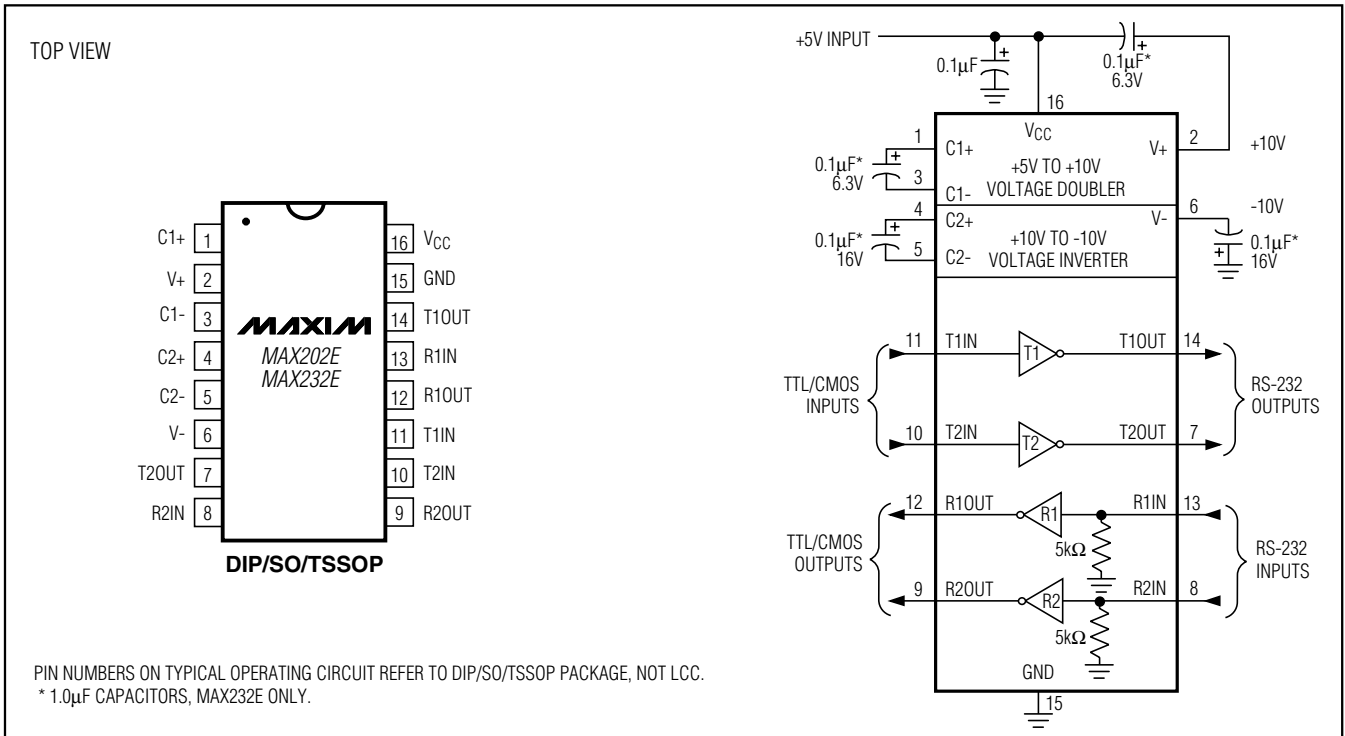 TOP VIEW
C1+ 1
V+ 2
C1- 3
C2+ 4
C2- 5
V- 6
T2OUT 7
R2IN 8
16 VCC
15 GND
14 T1OUT
13 R1IN
12 R1OUT
11 T1IN
10 T2IN
9 R2OUT
MAXIM
MAX202E
MAX232E
DIP/SO/TSSOP
+5V INPUT
0.1µF
+
0.1µF*
6.3V
+
16
VCC
1
C1+
+5V TO +10V
VOLTAGE DOUBLER
V+
2
+10V
0.1µF*
6.3V
+
3
C1-
4
C2+
+10V TO -10V
VOLTAGE INVERTER
V-
6
-10V
0.1µF*
16V
+
5
C2-
0.1µF*
16V
+
TTL/CMOS
INPUTS
11 T1IN
T1
T1OUT 14
10 T2IN
T2
T2OUT 7
RS-232
OUTPUTS
TTL/CMOS
OUTPUTS
12 R1OUT
R1
R1IN 13
5kΩ
9 R2OUT
R2
R2IN 8
5kΩ
RS-232
INPUTS
GND
15
PIN NUMBERS ON TYPICAL OPERATING CIRCUIT REFER TO DIP/SO/TSSOP PACKAGE, NOT LCC.
* 1.0µF CAPACITORS, MAX232E ONLY.